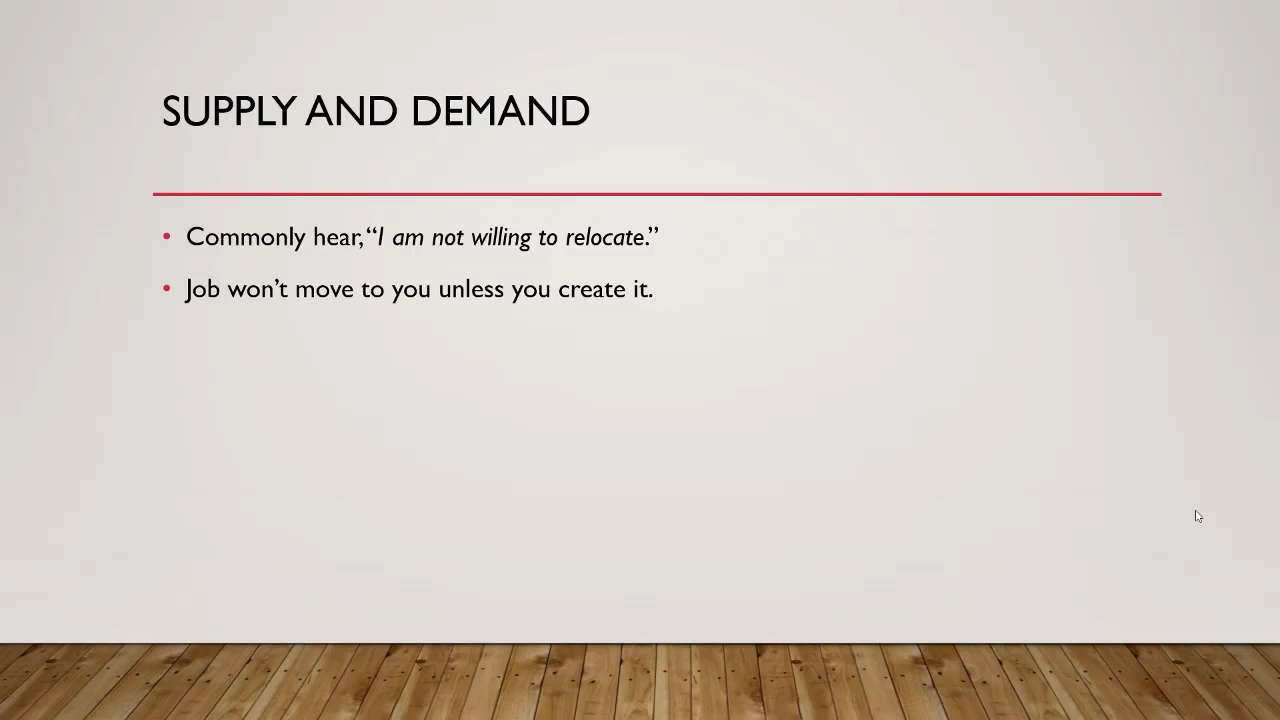 SUPPLY AND DEMAND
• Commonly hear, “I am not willing to relocate.”
• Job won’t move to you unless you create it.